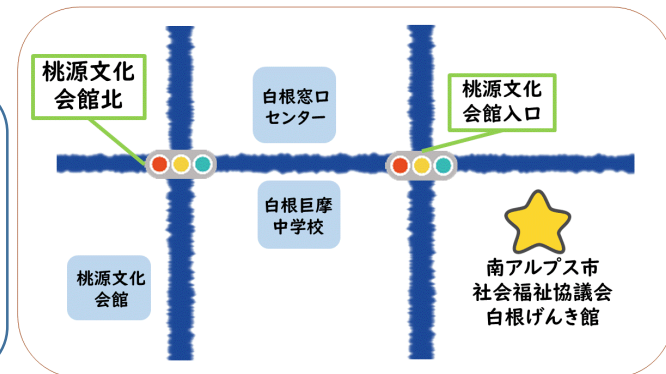 桃源文化
会館北
白根窓口
センター
桃源文化
会館入口
白根巨摩
中学校
桃源文化
会館
南アルプス市
社会福祉協議会
白根げんき館